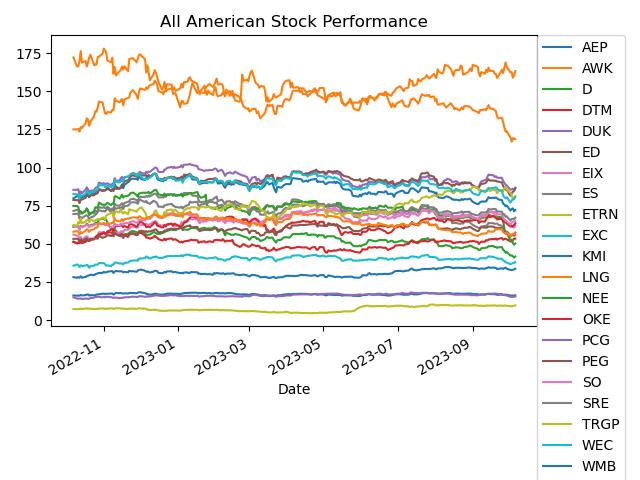 All American Stock Performance
175
150
125
100
75
50
25
0
2022-11
2023-01
2023-03
2023-05
2023-07
2023-09
Date
AEP
AWK
D
DTM
DUK
ED
EIX
ES
ETRN
EXC
KMI
LNG
NEE
OKE
PCG
PEG
SO
SRE
TRGP
WEC
WMB